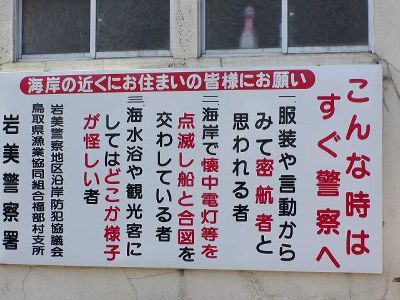 海岸の近くにお住まいの皆様にお願い
こんな時は
すぐ警察へ
一、服装や言動から
みて密航者と
思われる者
二、海岸で懐中電灯等を
点滅し船と合図を
交わしている者
三、海水浴や観光客に
してはどこか様子
が怪しい者
岩美警察地区沿岸防犯協議会
鳥取県漁業協同組合福部村支所
岩美警察署